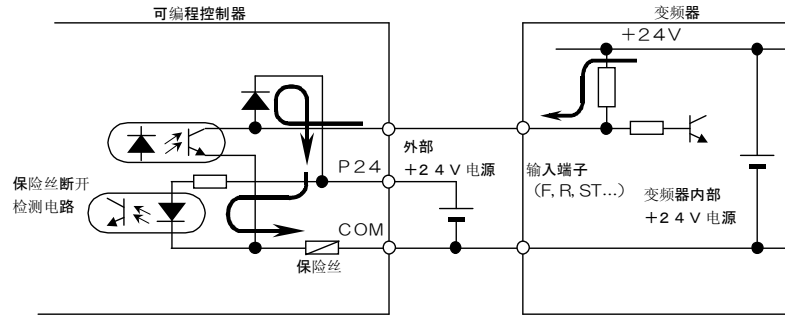 可编程控制器
变频器
+24V
外部
+２４Ｖ电源
P24
输入端子
(F, R, ST...)
保险丝断开
检测电路
变频器内部
+２４Ｖ电源
COM
保险丝